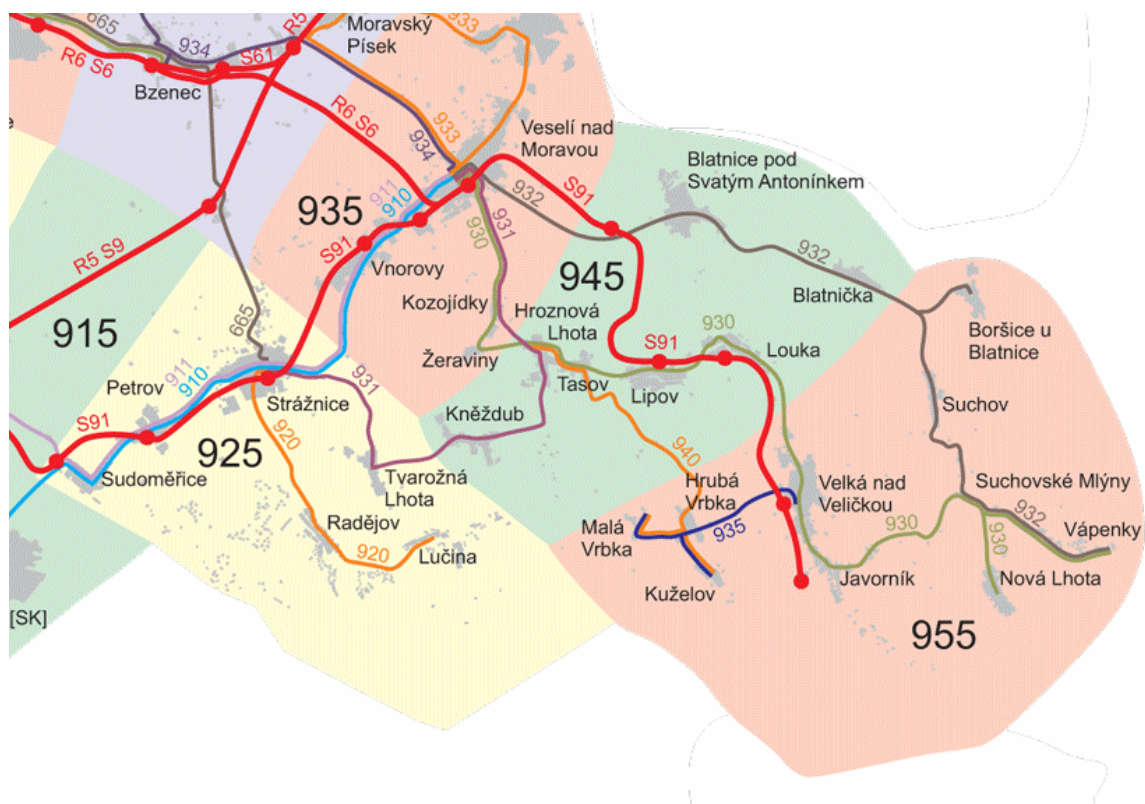 665
933
R5
Moravský
Písek
934
S61
R6 S6
Bzenec
R6 S6
933
934
Veselí nad
Moravou
Blatnice pod
Svatým Antonínkem
S91
932
911
910
935
R5 S9
S91
Vnorovy
930
931
945
932
Blatnička
Kozojídky
Hroznová
Lhota
Boršice u
Blatnice
915
665
S91
930
Louka
Žeraviny
Tasov
Lipov
Petrov
911
910
931
Strážnice
Kněždub
Suchov
S91
925
920
940
Sudoměřice
Tvarožná
Lhota
Hrubá
Vrbka
Velká nad
Veličkou
Suchovské Mlýny
932
Vápenky
Radějov
Malá
Vrbka
935
930
930
920
Lučina
Kuželov
Javorník
Nová Lhota
[SK]
955